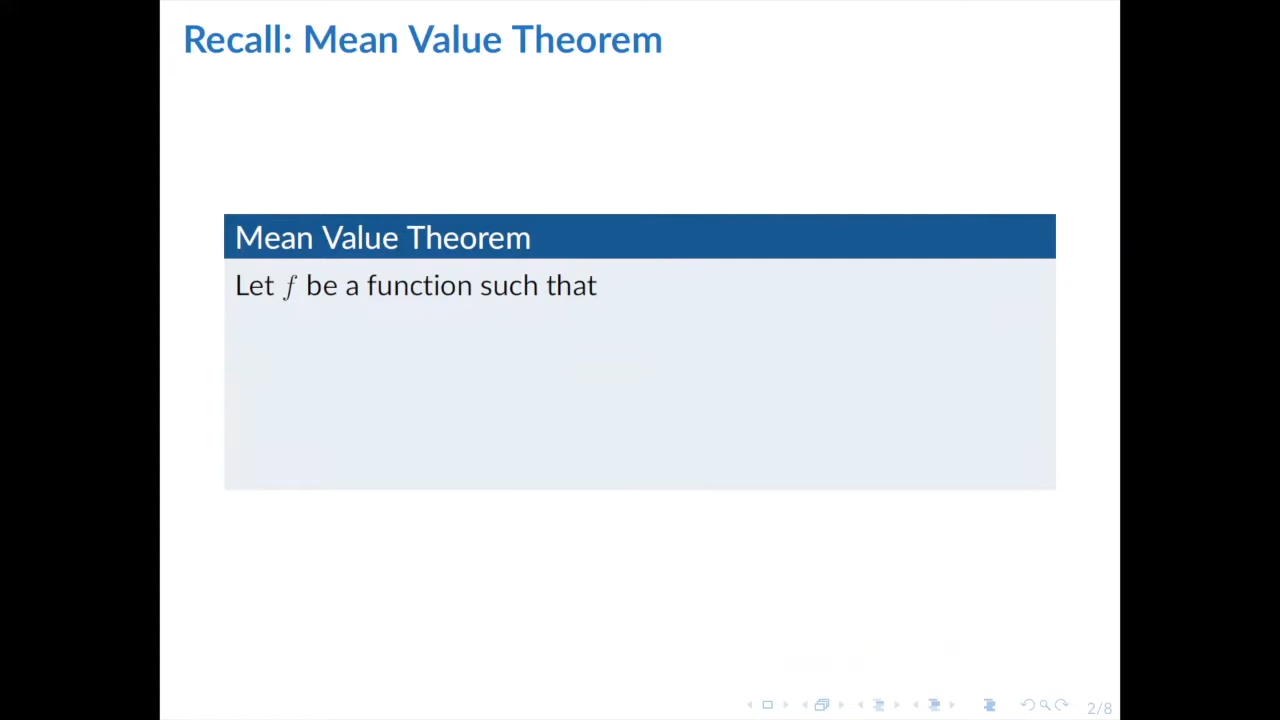 Recall: Mean Value Theorem
Mean Value Theorem
Let f be a function such that
2/8